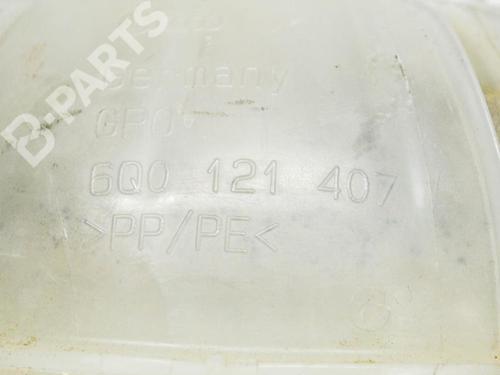 B-PARTS
Germany
6Q0 121 407
>PP/PE<